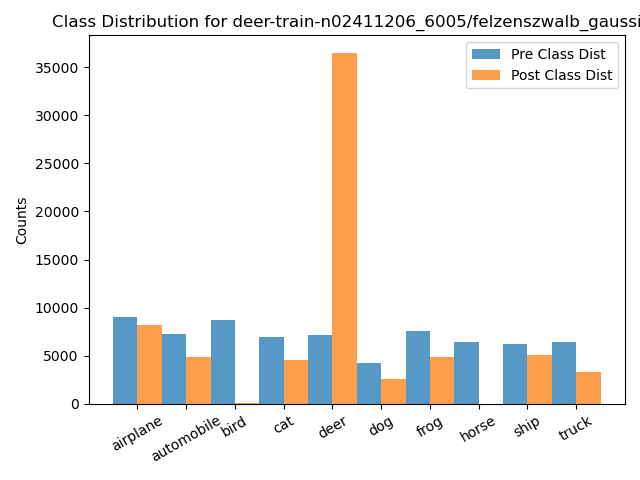 Class Distribution for deer-train-n02411206_6005/felzenszwalb_gaussi
Pre Class Dist
Post Class Dist
Counts
35000
30000
25000
20000
15000
10000
5000
0
airplane
automobile
bird
cat
deer
dog
frog
horse
ship
truck